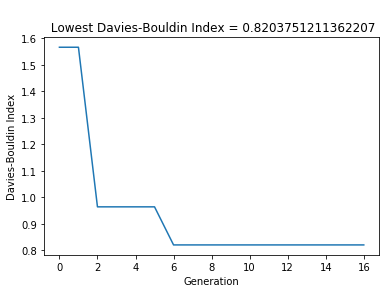 Lowest Davies-Bouldin Index = 0.8203751211362207
1.6
1.5
1.4
1.3
1.2
1.1
1.0
0.9
0.8
Davies-Bouldin Index
0 2 4 6 8 10 12 14 16
Generation